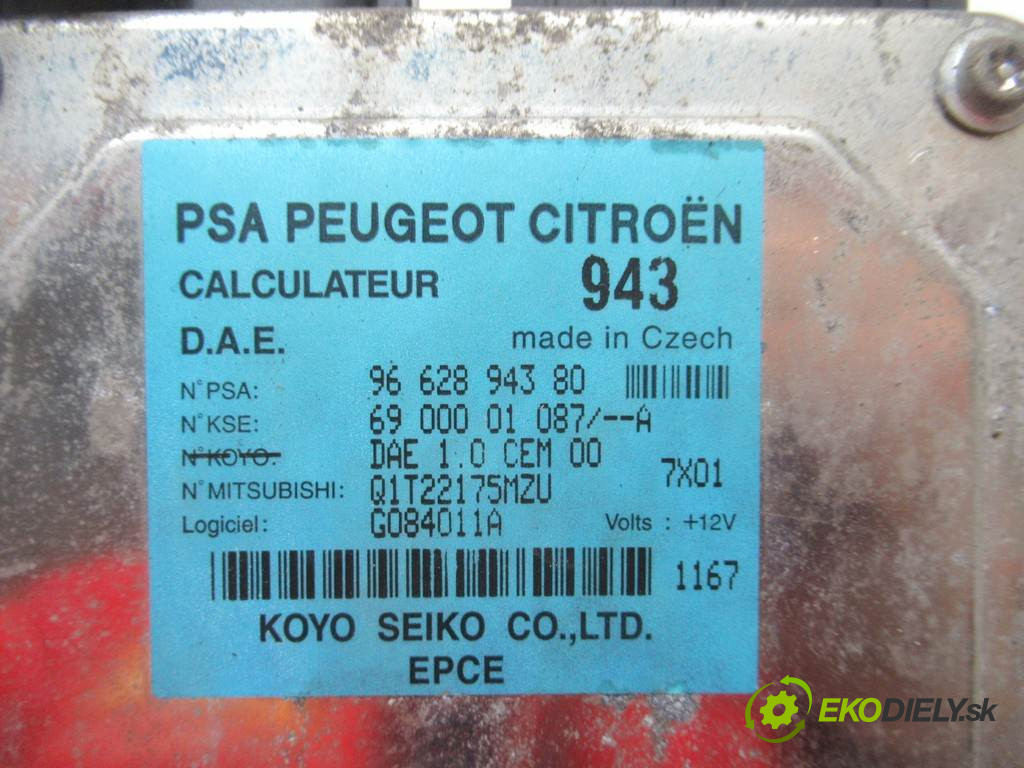 PSA PEUGEOT CITROËN
CALCULATEUR 943
D.A.E. made in Czech
N°PSA: 96 628 943 80
N°KSE: 69 000 01 087/--A
N°KOYO. DAE 1.0 CEM 00
7X01
N°MITSUBISHI: Q1T22175MZU
Logiciel: G084011A Volts : +12V
1167
KOYO SEIKO CO.,LTD.
EPCE
EKODIELY.sk